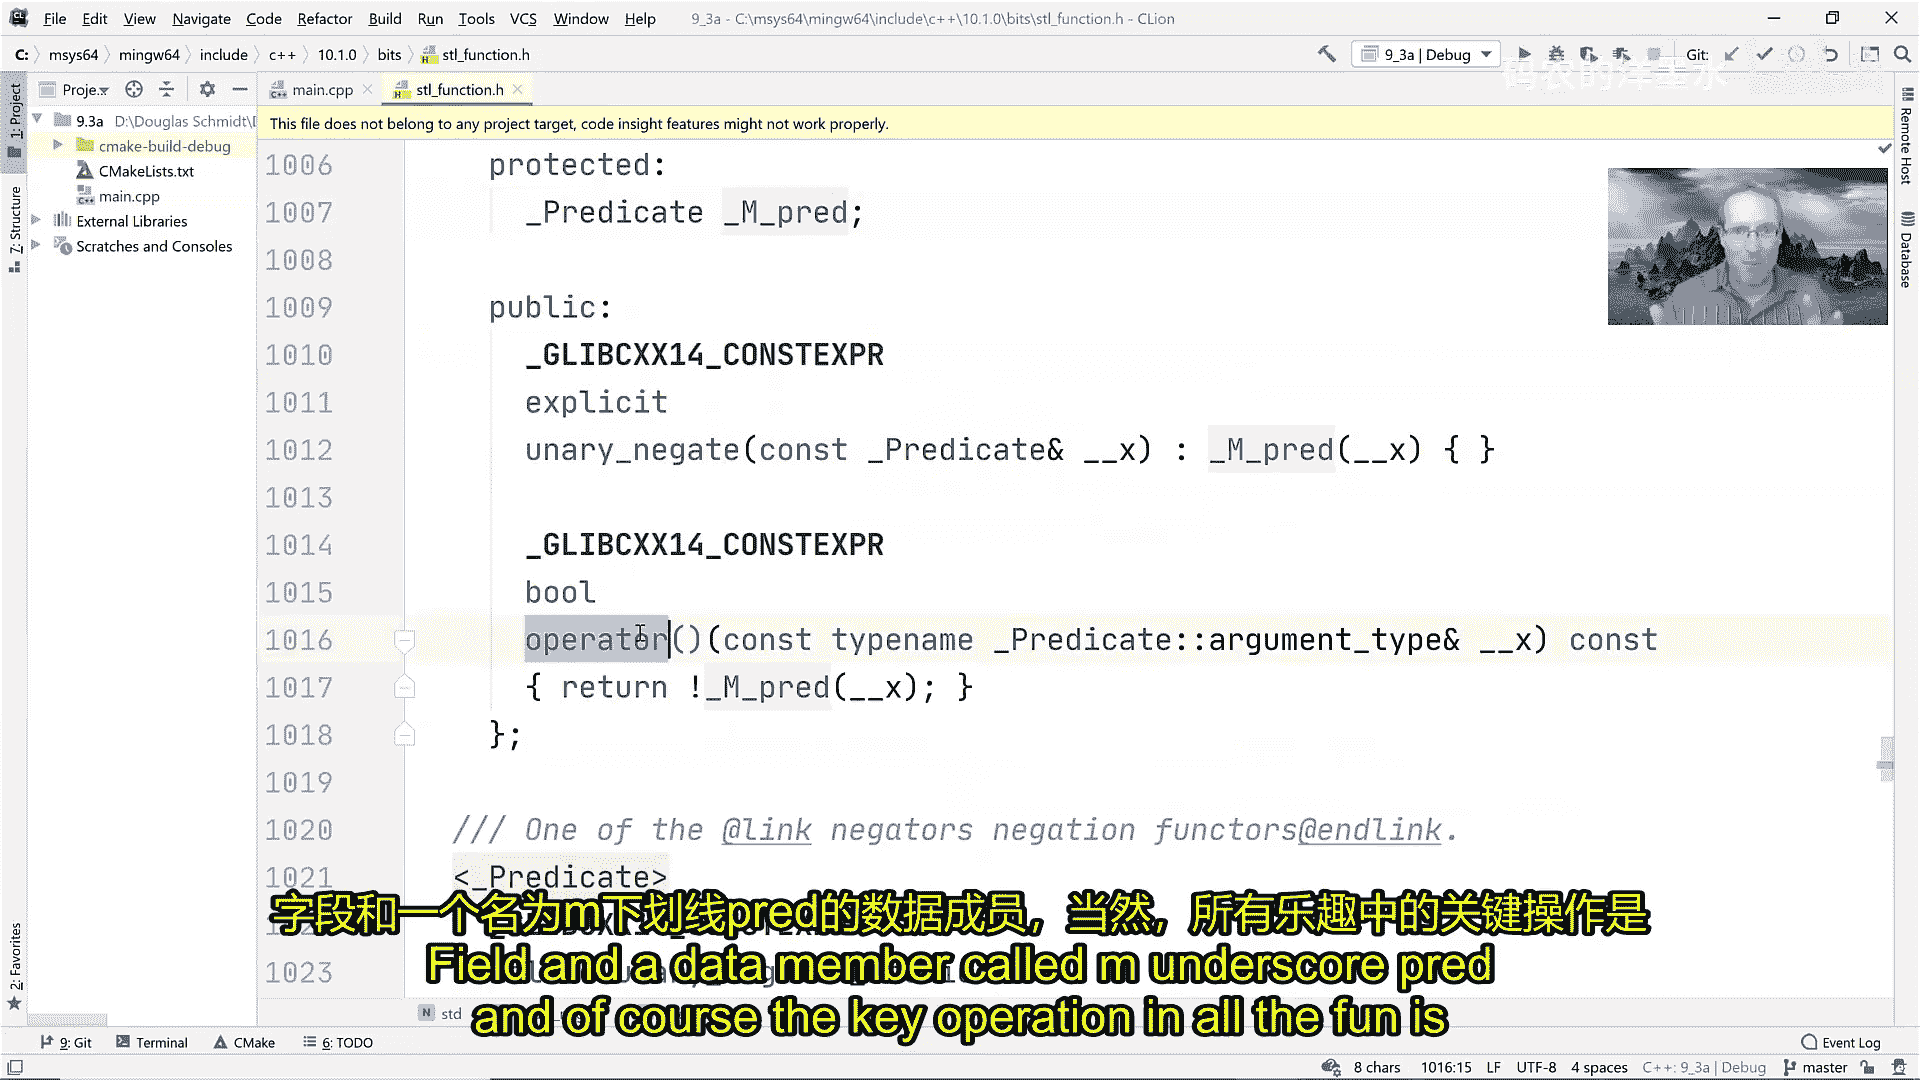 File Edit View Navigate Code Refactor Build Run Tools VCS Window Help 9_3a - C:\msys64\mingw64\include\c++\10.1.0\bits\stl_function.h - CLion
C: msys64 mingw64 include c++ 10.1.0 bits stl_function.h 9_3a | Debug Git:
码农的洋墨水
1: Project
Proje... main.cpp stl_function.h
9.3a D:\Douglas Schmidt\
This file does not belong to any project target, code insight features might not work properly.
cmake-build-debug
CMakeLists.txt
main.cpp
External Libraries
Scratches and Consoles
7: Structure
2: Favorites
Remote Host
Database
1006 protected:
1007 _Predicate _M_pred;
1008
1009 public:
1010 _GLIBCXX14_CONSTEXPR
1011 explicit
1012 unary_negate(const _Predicate& __x) : _M_pred(__x) { }
1013
1014 _GLIBCXX14_CONSTEXPR
1015 bool
1016 operator()(const typename _Predicate::argument_type& __x) const
1017 { return !_M_pred(__x); }
1018 };
1019
1020 /// One of the @link negators negation functors@endlink.
1021 <_Predicate>
字段和一个名为m下划线pred的数据成员，当然，所有乐趣中的关键操作是
1023
Field and a data member called m underscore pred
and of course the key operation in all the fun is
std
9: Git Terminal CMake 6: TODO Event Log
8 chars 1016:15 LF UTF-8 4 spaces C++: 9_3a | Debug master